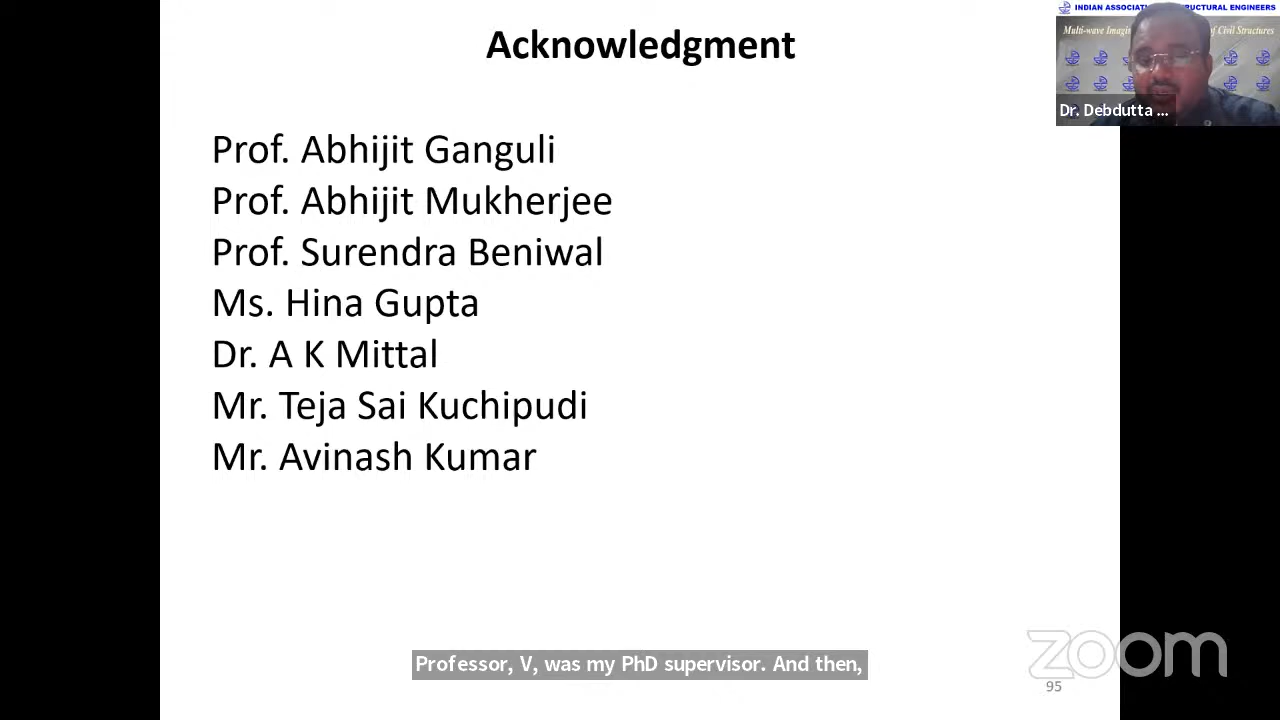 Acknowledgment
INDIAN ASSOCIATI STRUCTURAL ENGINEERS
Multi-wave Imagi of Civil Structures
Dr. Debdutta ...
Prof. Abhijit Ganguli
Prof. Abhijit Mukherjee
Prof. Surendra Beniwal
Ms. Hina Gupta
Dr. A K Mittal
Mr. Teja Sai Kuchipudi
Mr. Avinash Kumar
Professor, V, was my PhD supervisor. And then,
zoom
95